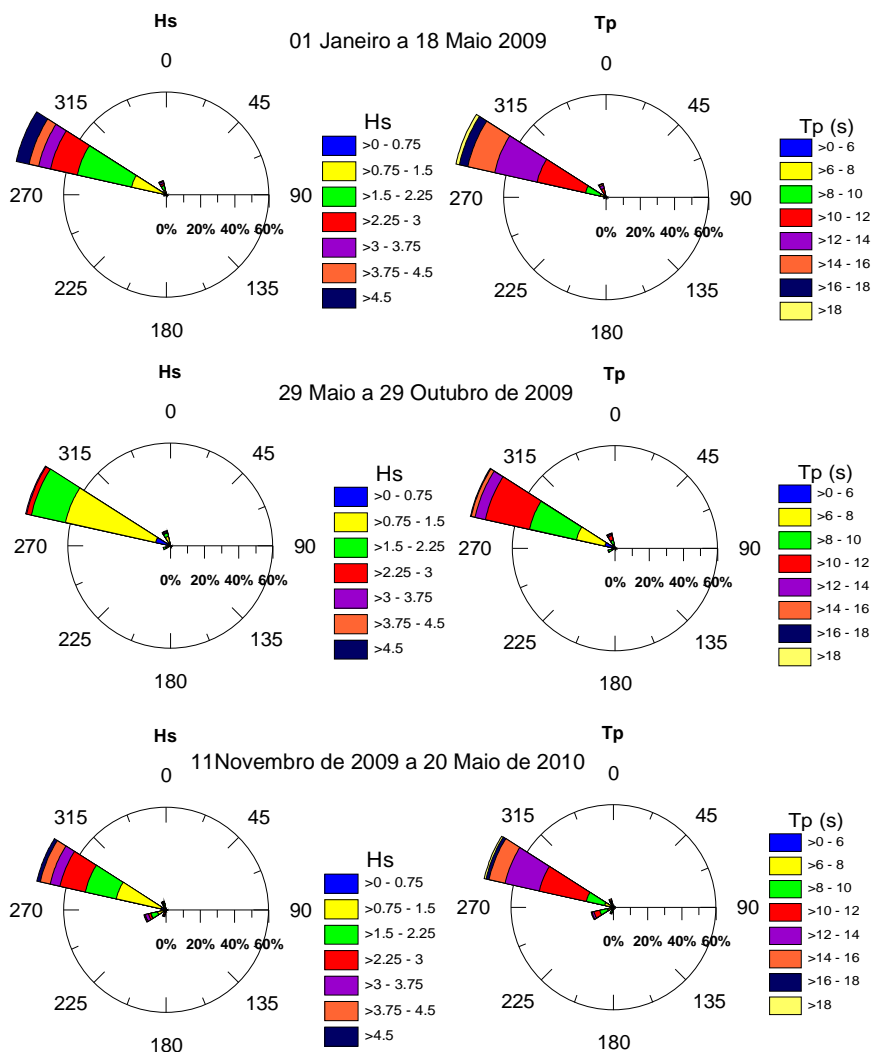 Hs
01 Janeiro a 18 Maio 2009
Tp
0
45
90
135
180
225
270
315
0% 20% 40% 60%
Hs
>0 - 0.75
>0.75 - 1.5
>1.5 - 2.25
>2.25 - 3
>3 - 3.75
>3.75 - 4.5
>4.5
0
45
90
135
180
225
270
315
0% 20% 40% 60%
Tp (s)
>0 - 6
>6 - 8
>8 - 10
>10 - 12
>12 - 14
>14 - 16
>16 - 18
>18
Hs
29 Maio a 29 Outubro de 2009
Tp
0
45
90
135
180
225
270
315
0% 20% 40% 60%
Hs
>0 - 0.75
>0.75 - 1.5
>1.5 - 2.25
>2.25 - 3
>3 - 3.75
>3.75 - 4.5
>4.5
0
45
90
135
180
225
270
315
0% 20% 40% 60%
Tp (s)
>0 - 6
>6 - 8
>8 - 10
>10 - 12
>12 - 14
>14 - 16
>16 - 18
>18
Hs
11Novembro de 2009 a 20 Maio de 2010
Tp
0
45
90
135
180
225
270
315
0% 20% 40% 60%
Hs
>0 - 0.75
>0.75 - 1.5
>1.5 - 2.25
>2.25 - 3
>3 - 3.75
>3.75 - 4.5
>4.5
0
45
90
135
180
225
270
315
0% 20% 40% 60%
Tp (s)
>0 - 6
>6 - 8
>8 - 10
>10 - 12
>12 - 14
>14 - 16
>16 - 18
>18